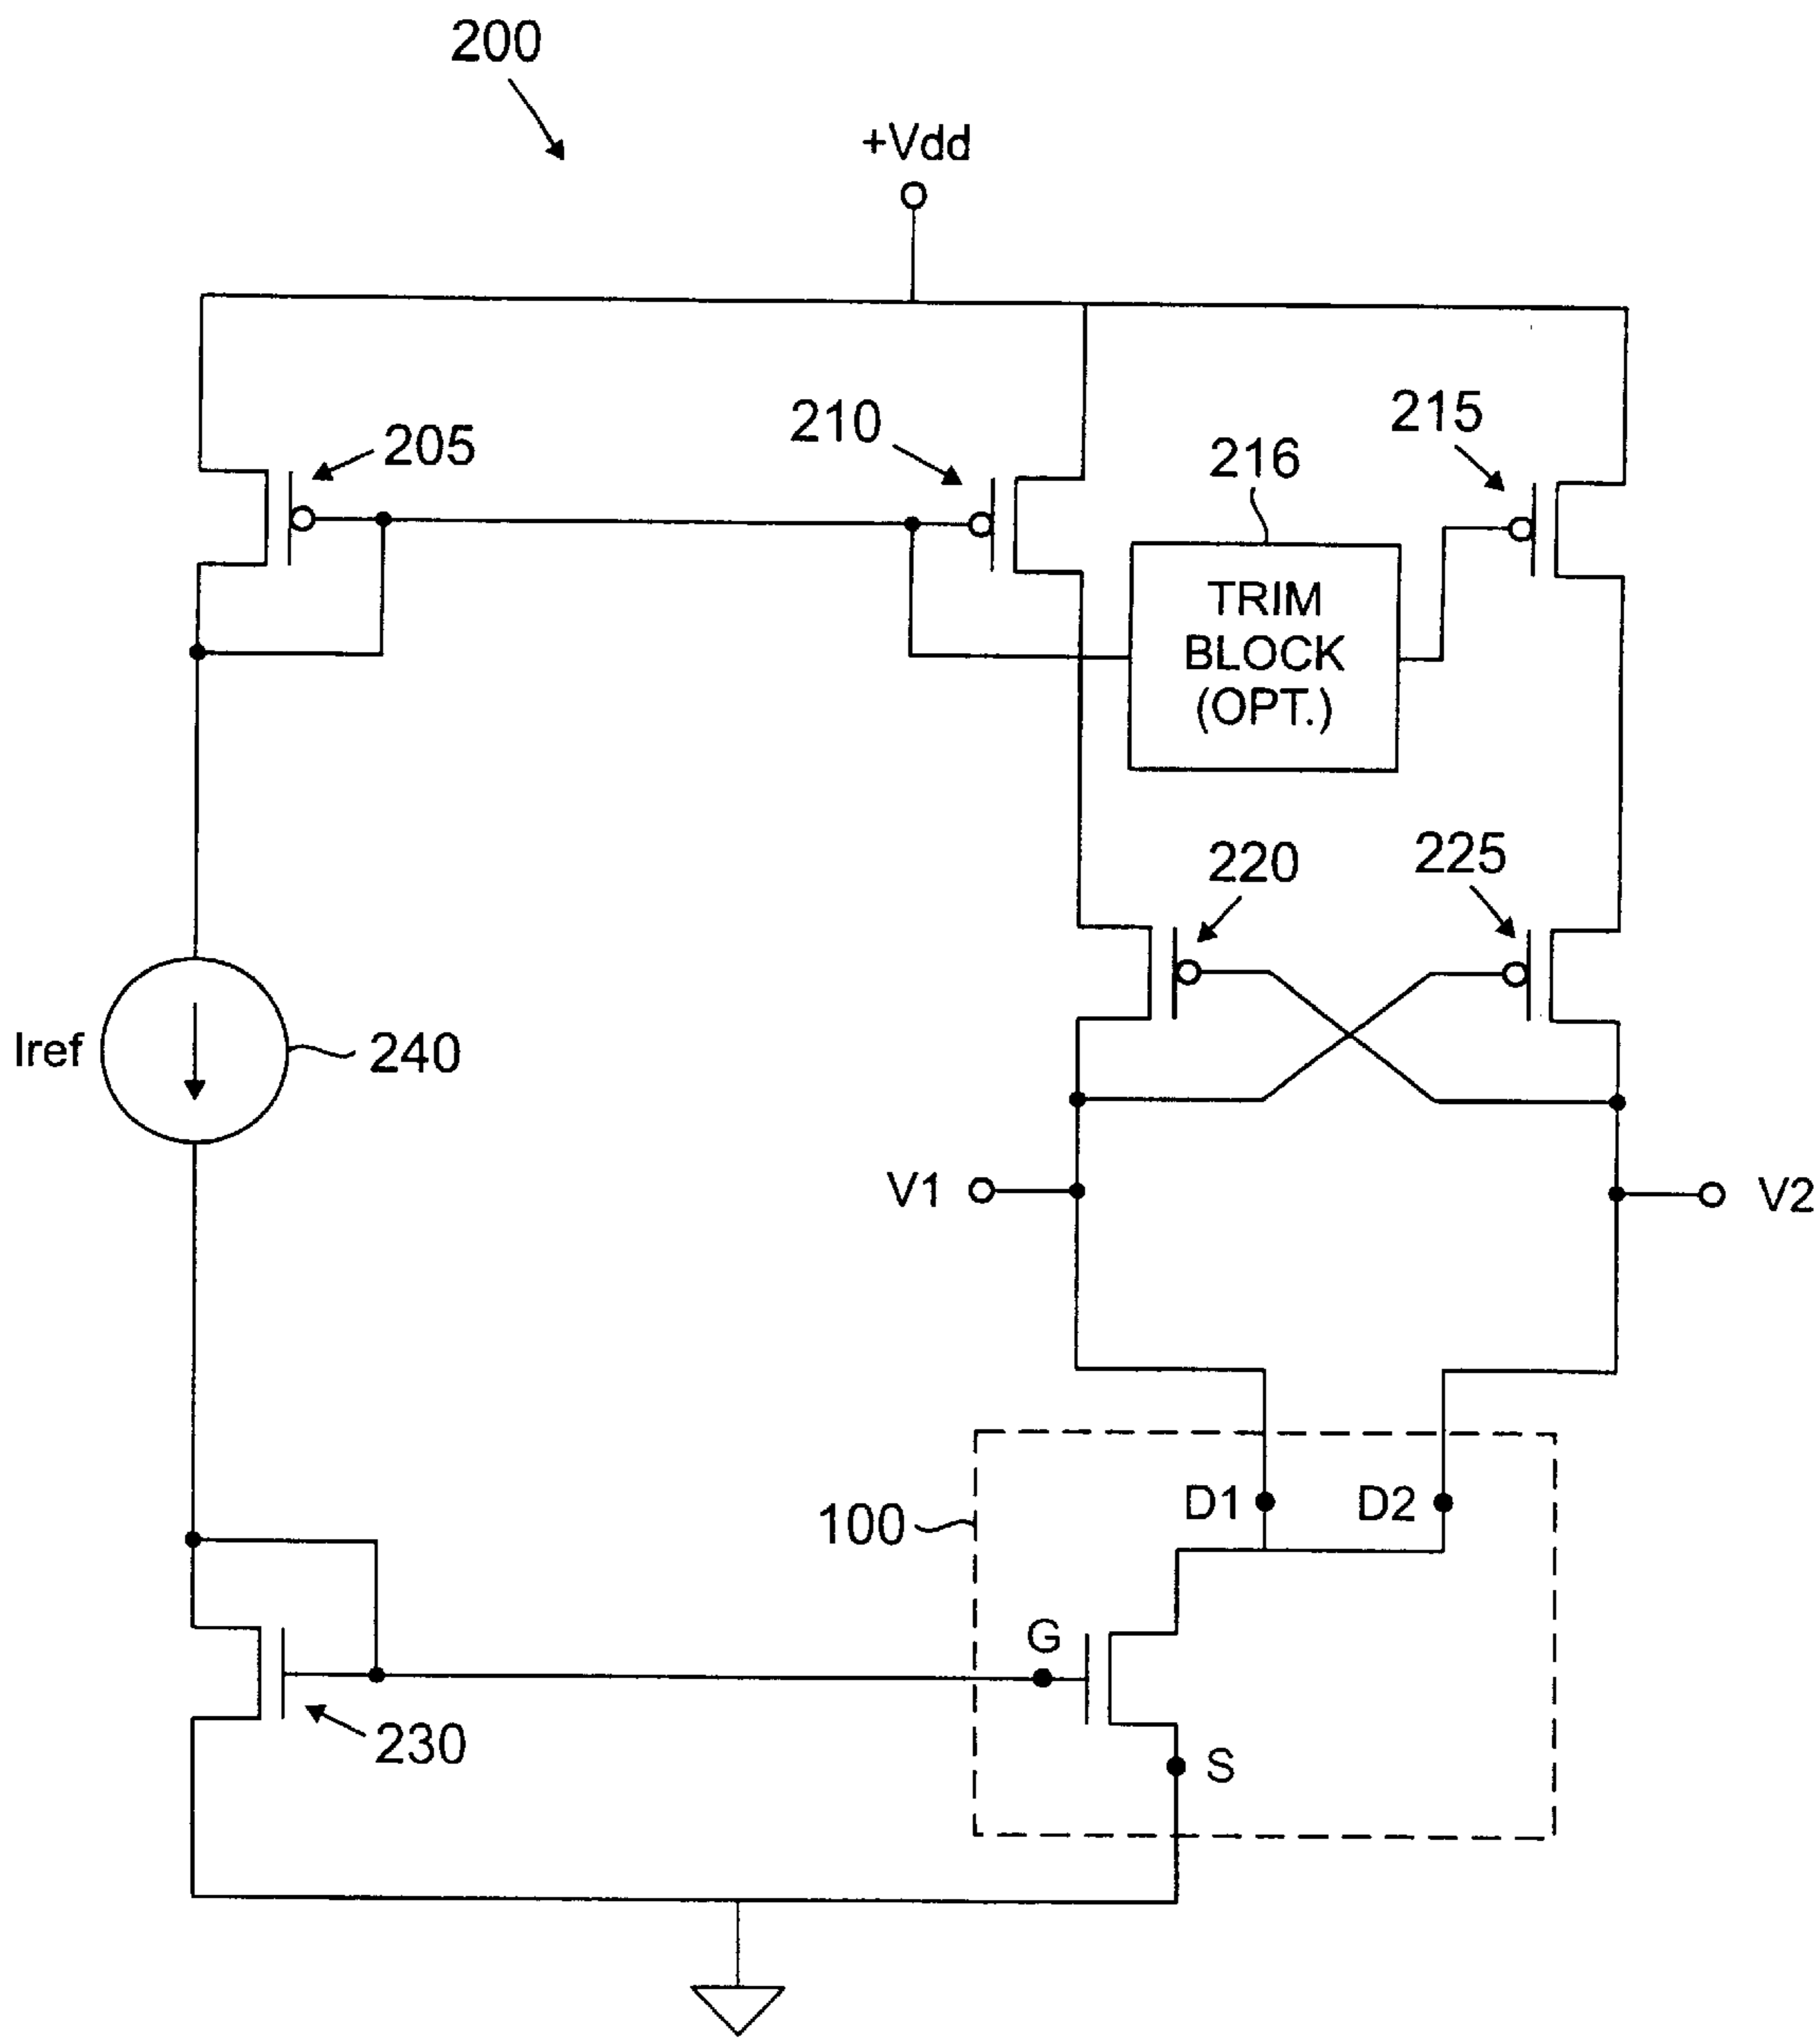 200
+Vdd
205
210
216
215
TRIM
BLOCK
(OPT.)
220
225
Iref
240
V1
V2
100
D1
D2
G
230
S